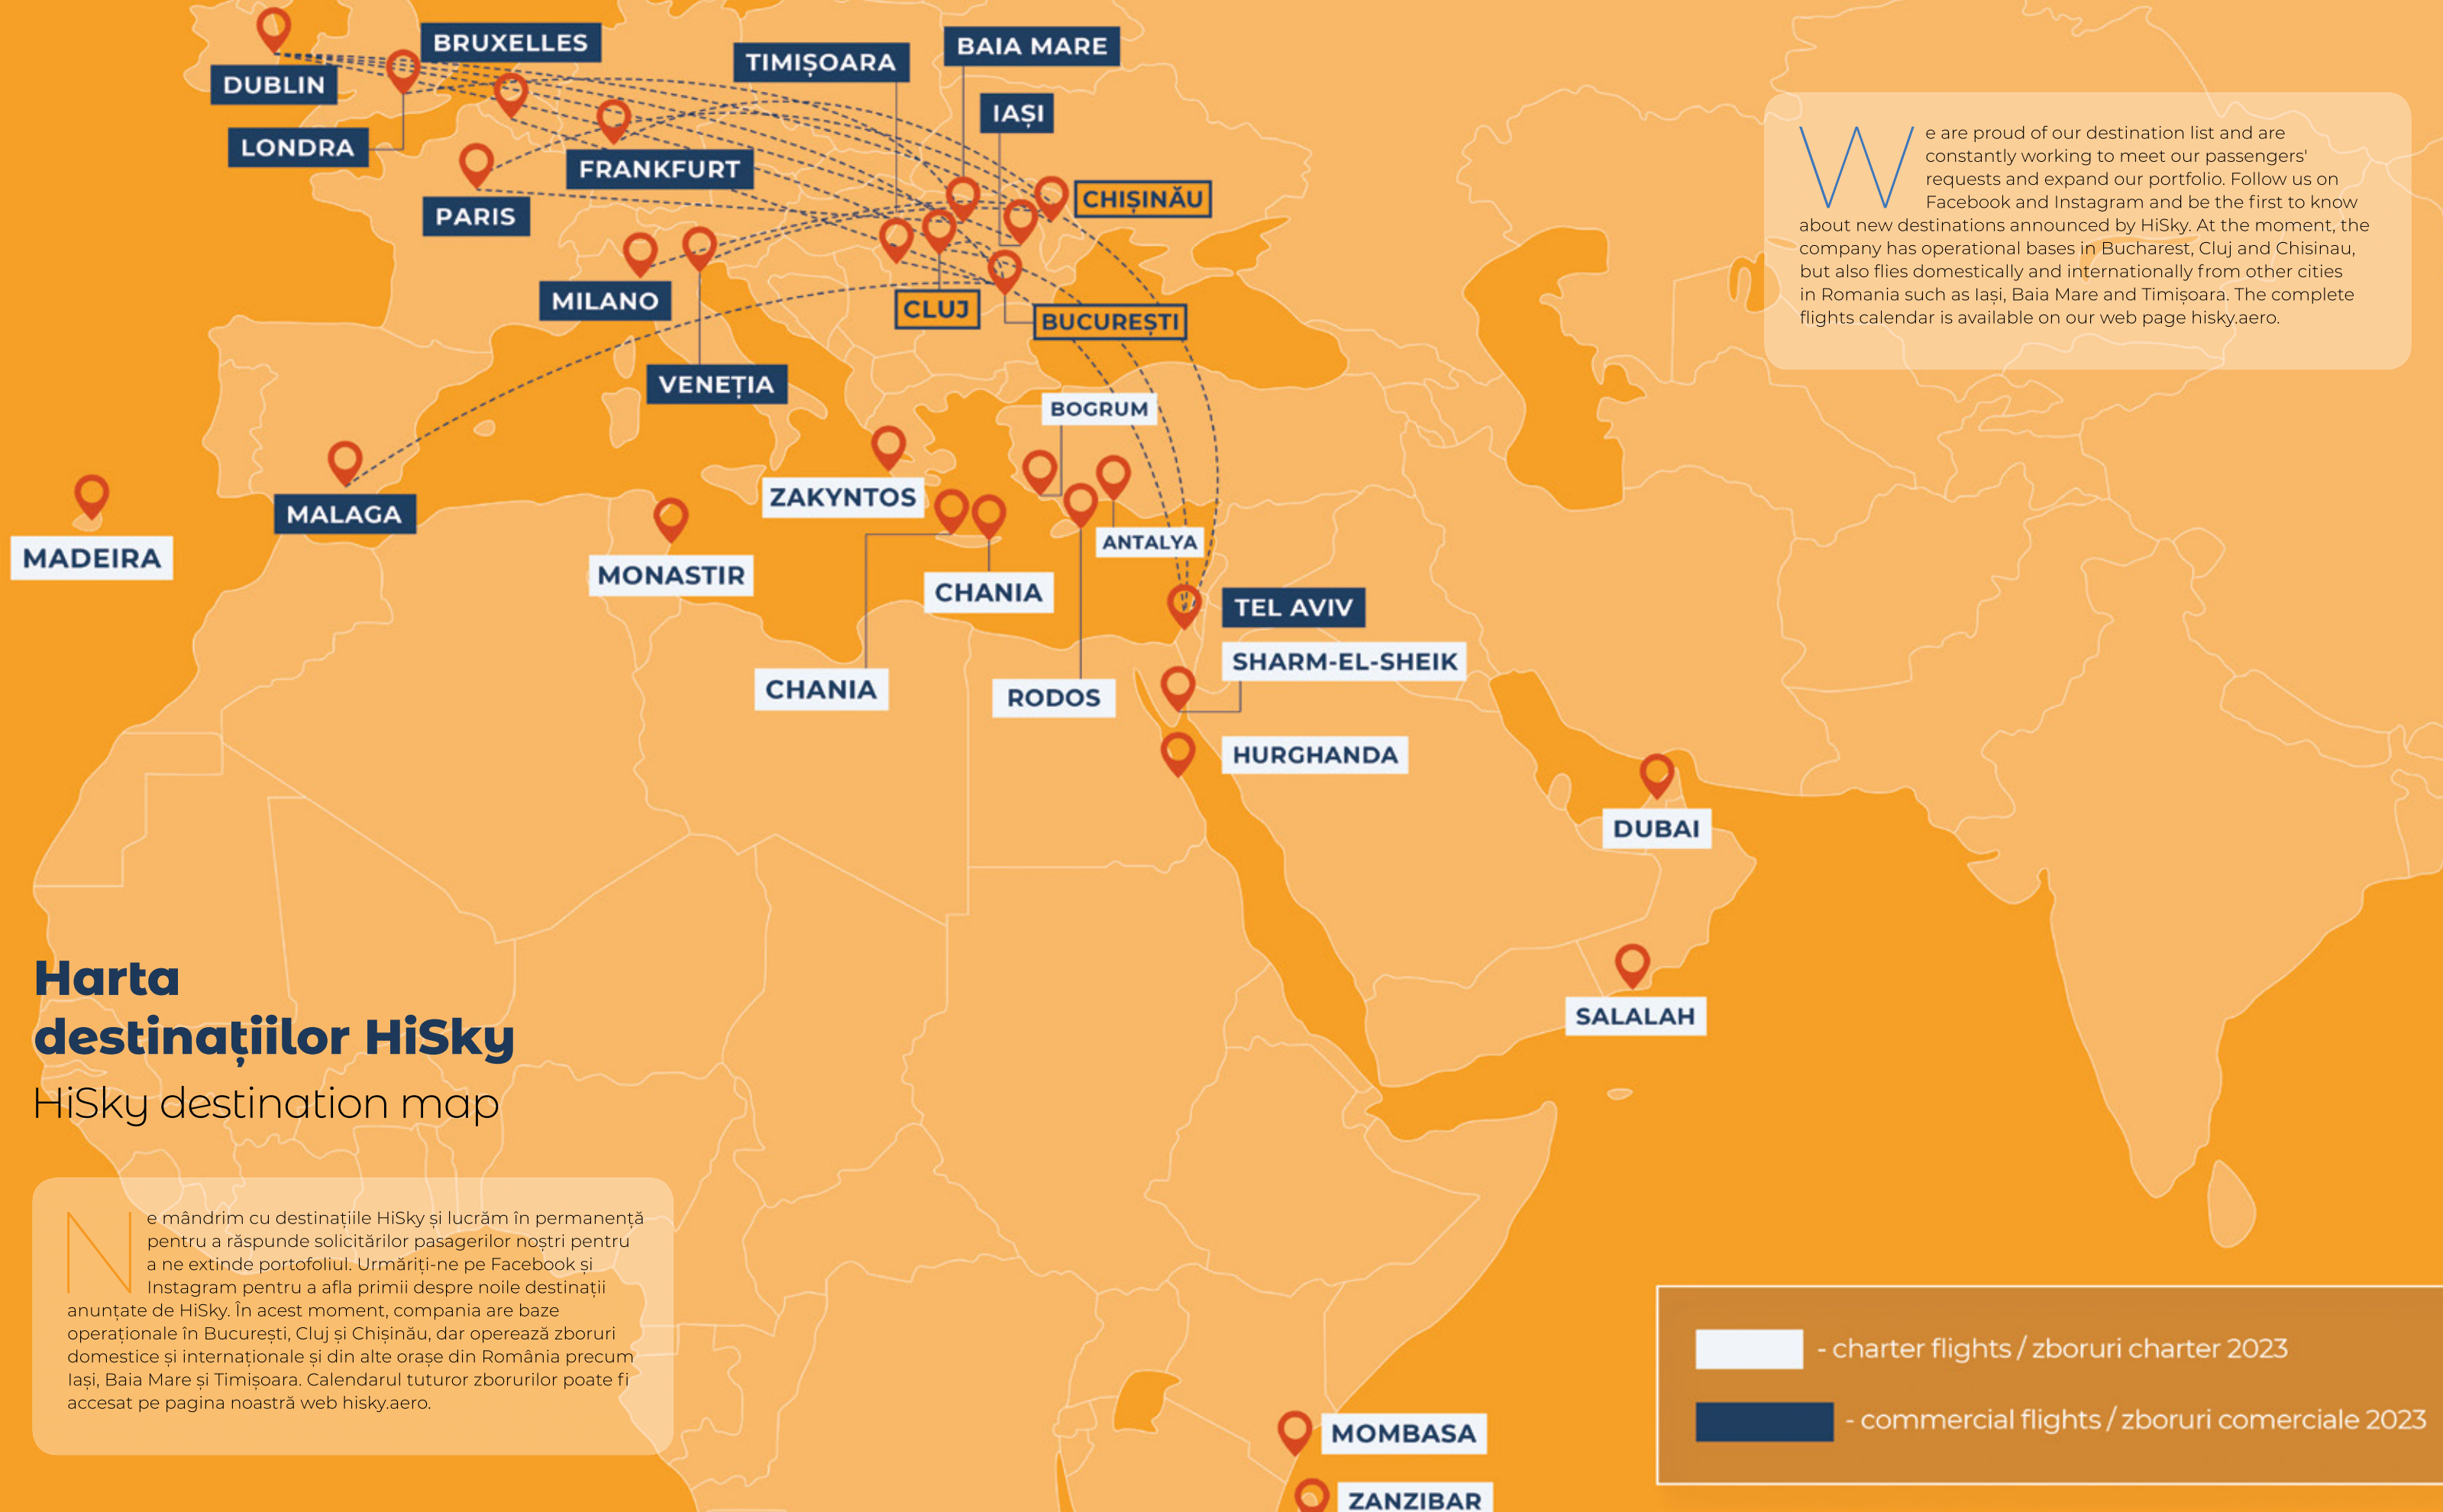 DUBLIN
BRUXELLES
LONDRA
FRANKFURT
PARIS
TIMIȘOARA
BAIA MARE
IAȘI
CHIȘINĂU
MILANO
CLUJ
BUCUREȘTI
VENEȚIA
BOGRUM
ZAKYNTOS
MADEIRA
MALAGA
MONASTIR
ANTALYA
CHANIA
CHANIA
RODOS
TEL AVIV
SHARM-EL-SHEIK
HURGHANDA
DUBAI
SALALAH
MOMBASA
ZANZIBAR
We are proud of our destination list and are
constantly working to meet our passengers'
requests and expand our portfolio. Follow us on
Facebook and Instagram and be the first to know
about new destinations announced by HiSky. At the moment, the
company has operational bases in Bucharest, Cluj and Chisinau,
but also flies domestically and internationally from other cities
in Romania such as Iași, Baia Mare and Timișoara. The complete
flights calendar is available on our web page hisky.aero.
Harta
destinațiilor HiSky
HiSky destination map
Ne mândrim cu destinațiile HiSky și lucrăm în permanență
pentru a răspunde solicitărilor pasagerilor noștri pentru
a ne extinde portofoliul. Urmăriți-ne pe Facebook și
Instagram pentru a afla primii despre noile destinații
anunțate de HiSky. În acest moment, compania are baze
operaționale în București, Cluj și Chișinău, dar operează zboruri
domestice și internaționale și din alte orașe din România precum
Iași, Baia Mare și Timișoara. Calendarul tuturor zborurilor poate fi
accesat pe pagina noastră web hisky.aero.
- charter flights / zboruri charter 2023
- commercial flights / zboruri comerciale 2023